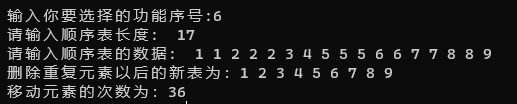 输入你要选择的功能序号:6
请输入顺序表长度:  17
请输入顺序表的数据:  1 1 2 2 2 3 4 5 5 5 6 6 7 7 8 8 9
删除重复元素以后的新表为: 1 2 3 4 5 6 7 8 9
移动元素的次数为: 36